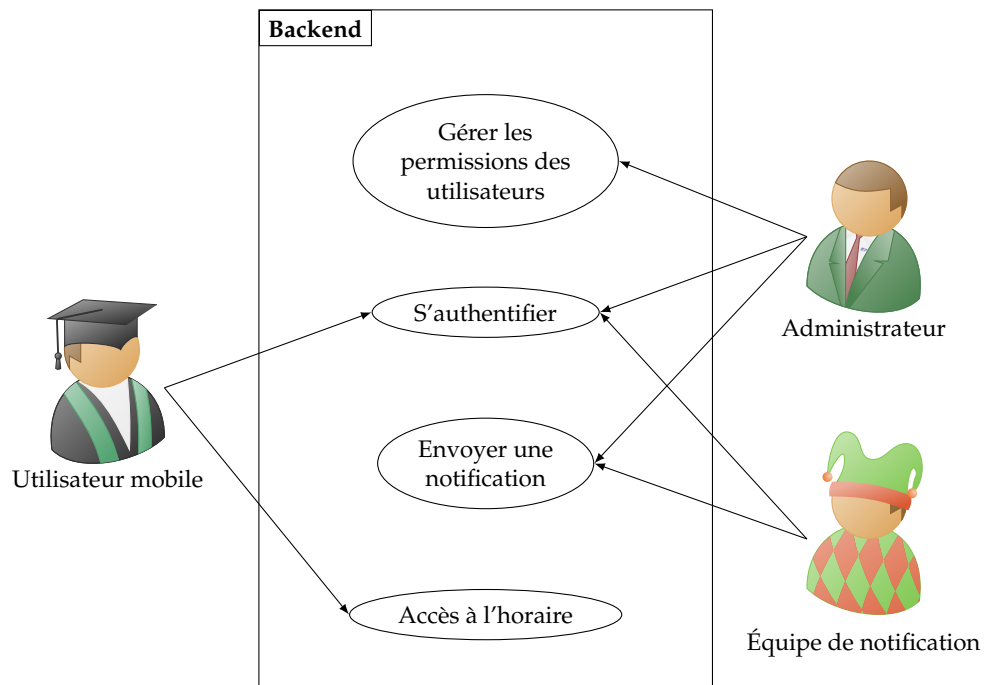 Backend
Gérer les
permissions des
utilisateurs
S'authentifier
Administrateur
Envoyer une
notification
Utilisateur mobile
Accès à l'horaire
Équipe de notification